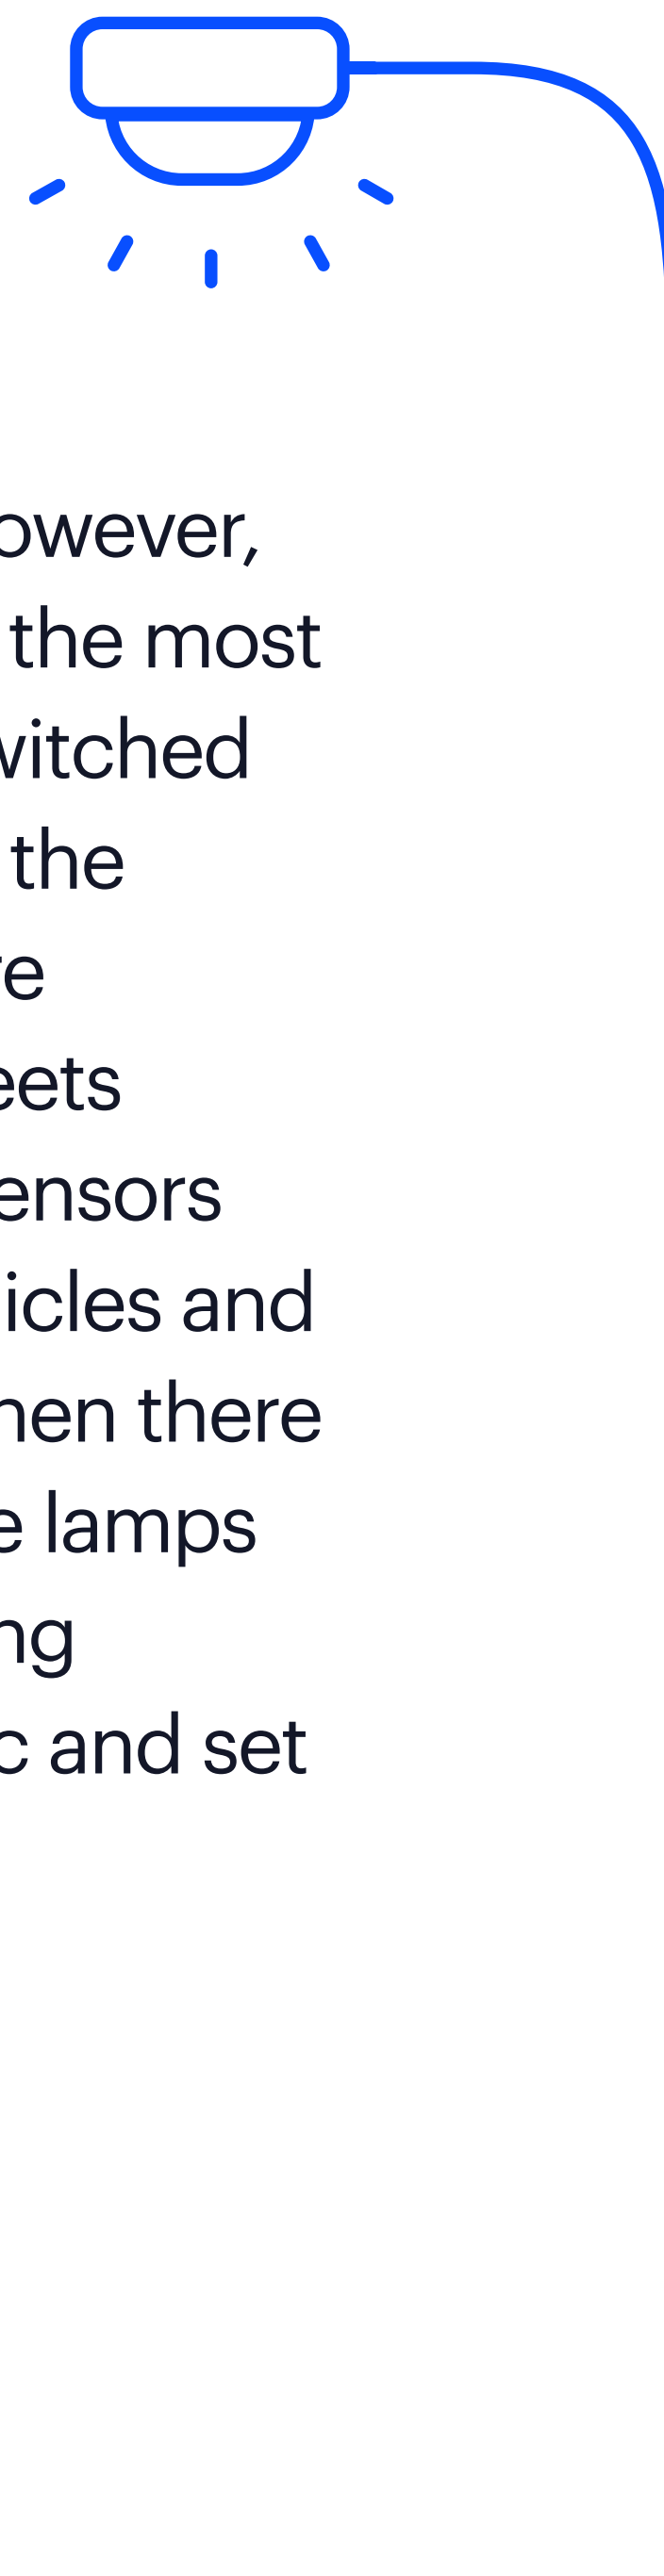 owever,
the most
witched
the
re
eets
ensors
icles and
hen there
e lamps
ng
c and set